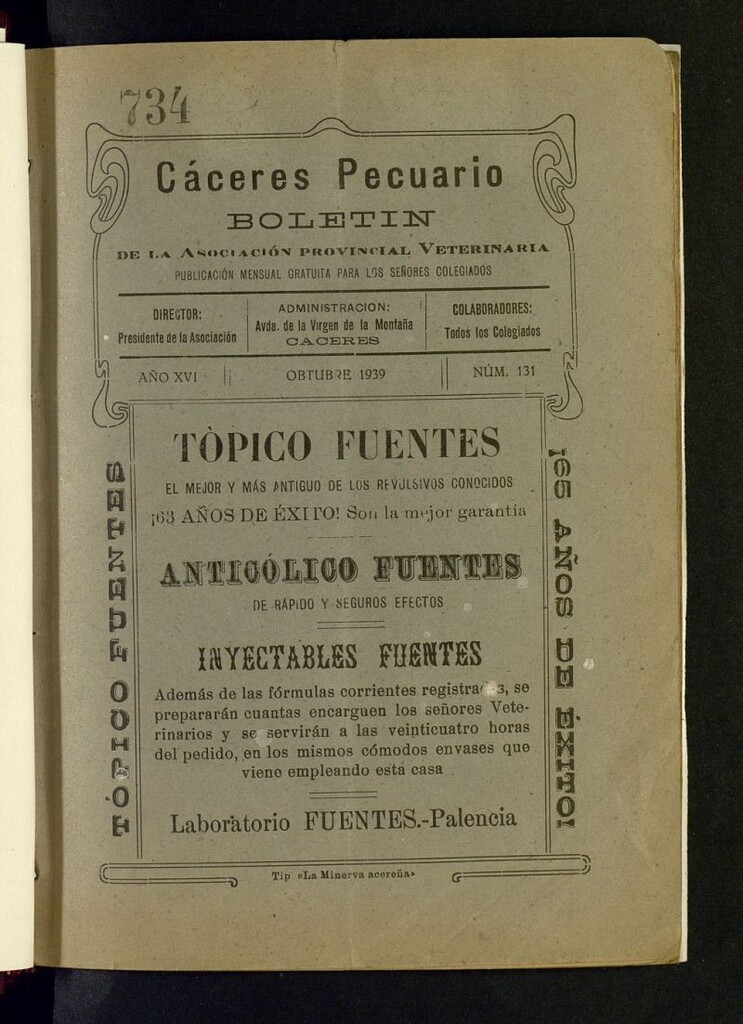 734
Cáceres Pecuario
BOLETIN
DE LA ASOCIACIÓN PROVINCIAL VETERINARIA
PUBLICACIÓN MENSUAL GRATUITA PARA LOS SEÑORES COLEGIADOS
DIRECTOR:
Presidente de la Asociación
ADMINISTRACION:
Avda. de la Virgen de la Montaña
CACERES
COLABORADORES:
Todos los Colegiados
AÑO XVI
OBTUBRE 1939
NÚM. 131
TÓPICO FUENTES
TÒPICO FUENTES
EL MEJOR Y MÁS ANTIGUO DE LOS REVULSIVOS CONOCIDOS
¡63 AÑOS DE ÉXITO! Son la mejor garantia
ANTICÓLICO FUENTES
DE RÁPIDO Y SEGUROS EFECTOS
INYECTABLES FUENTES
Además de las fórmulas corrientes registradas, se
prepararán cuantas encarguen los señores Vete-
rinarios y se servirán a las veinticuatro horas
del pedido, en los mismos cómodos envases que
viene empleando esta casa
Laboratorio FUENTES.-Palencia
¡65 AÑOS DE ÉXITO!
Tip «La Minerva acereña»